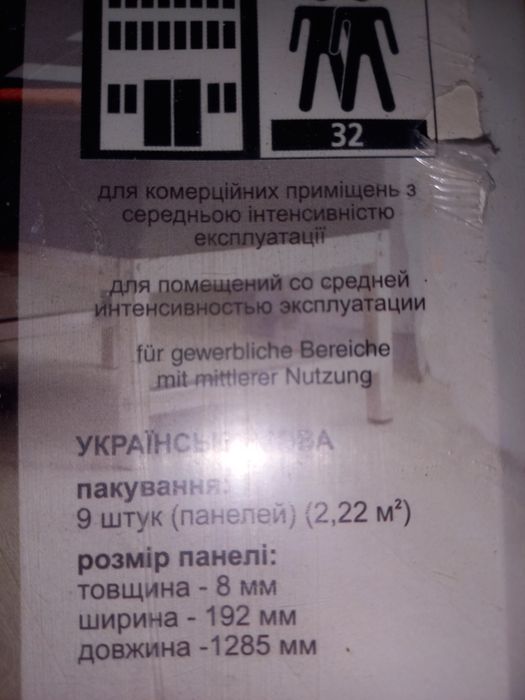 32
для комерційних приміщень з
середньою інтенсивністю
експлуатації
для помещений со средней
интенсивностью эксплуатации
für gewerbliche Bereiche
mit mittlerer Nutzung
пакування:
9 штук (панелей) (2,22 м²)
розмір панелі:
товщина - 8 мм
ширина - 192 мм
довжина -1285 мм